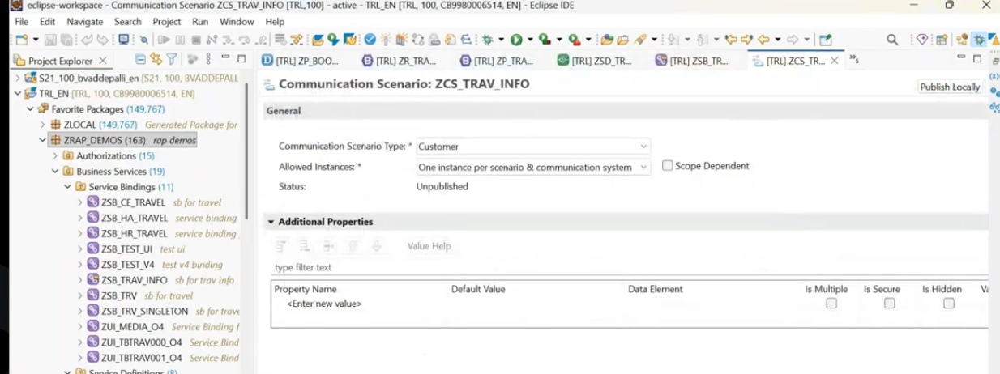 eclipse-workspace - Communication Scenario ZCS_TRAV_INFO [TRL,100] - active - TRL_EN [TRL, 100, CB9980006514, EN] - Eclipse IDE
File Edit Navigate Search Project Run Window Help
Project Explorer
[TRL] ZP_BOO... [TRL] ZR_TRA... [TRL] ZP_TRA... [TRL] ZSD_TR... [TRL] ZSB_TR... [TRL] ZCS_TR... »5
S21_100_bvaddepalli_en [S21, 100, BVADDEPALL
TRL_EN [TRL, 100, CB9980006514, EN]
Favorite Packages (149,767)
ZLOCAL (149,767) Generated Package for
ZRAP_DEMOS (163) rap demos
Authorizations (15)
Business Services (19)
Service Bindings (11)
ZSB_CE_TRAVEL sb for travel
ZSB_HA_TRAVEL service binding
ZSB_HR_TRAVEL service binding
ZSB_TEST_UI test ui
ZSB_TEST_V4 test v4 binding
ZSB_TRAV_INFO sb for trav info
ZSB_TRV sb for travel
ZSB_TRV_SINGLETON sb for trave
ZUI_MEDIA_O4 Service Binding f
ZUI_TBTRAV000_O4 Service Bind
ZUI_TBTRAV001_O4 Service Bind
Service Definitions (8)
Communication Scenario: ZCS_TRAV_INFO
Publish Locally
General
Communication Scenario Type: * Customer
Allowed Instances: * One instance per scenario & communication system Scope Dependent
Status: Unpublished
Additional Properties
Value Help
type filter text
Property Name Default Value Data Element Is Multiple Is Secure Is Hidden Va
<Enter new value>